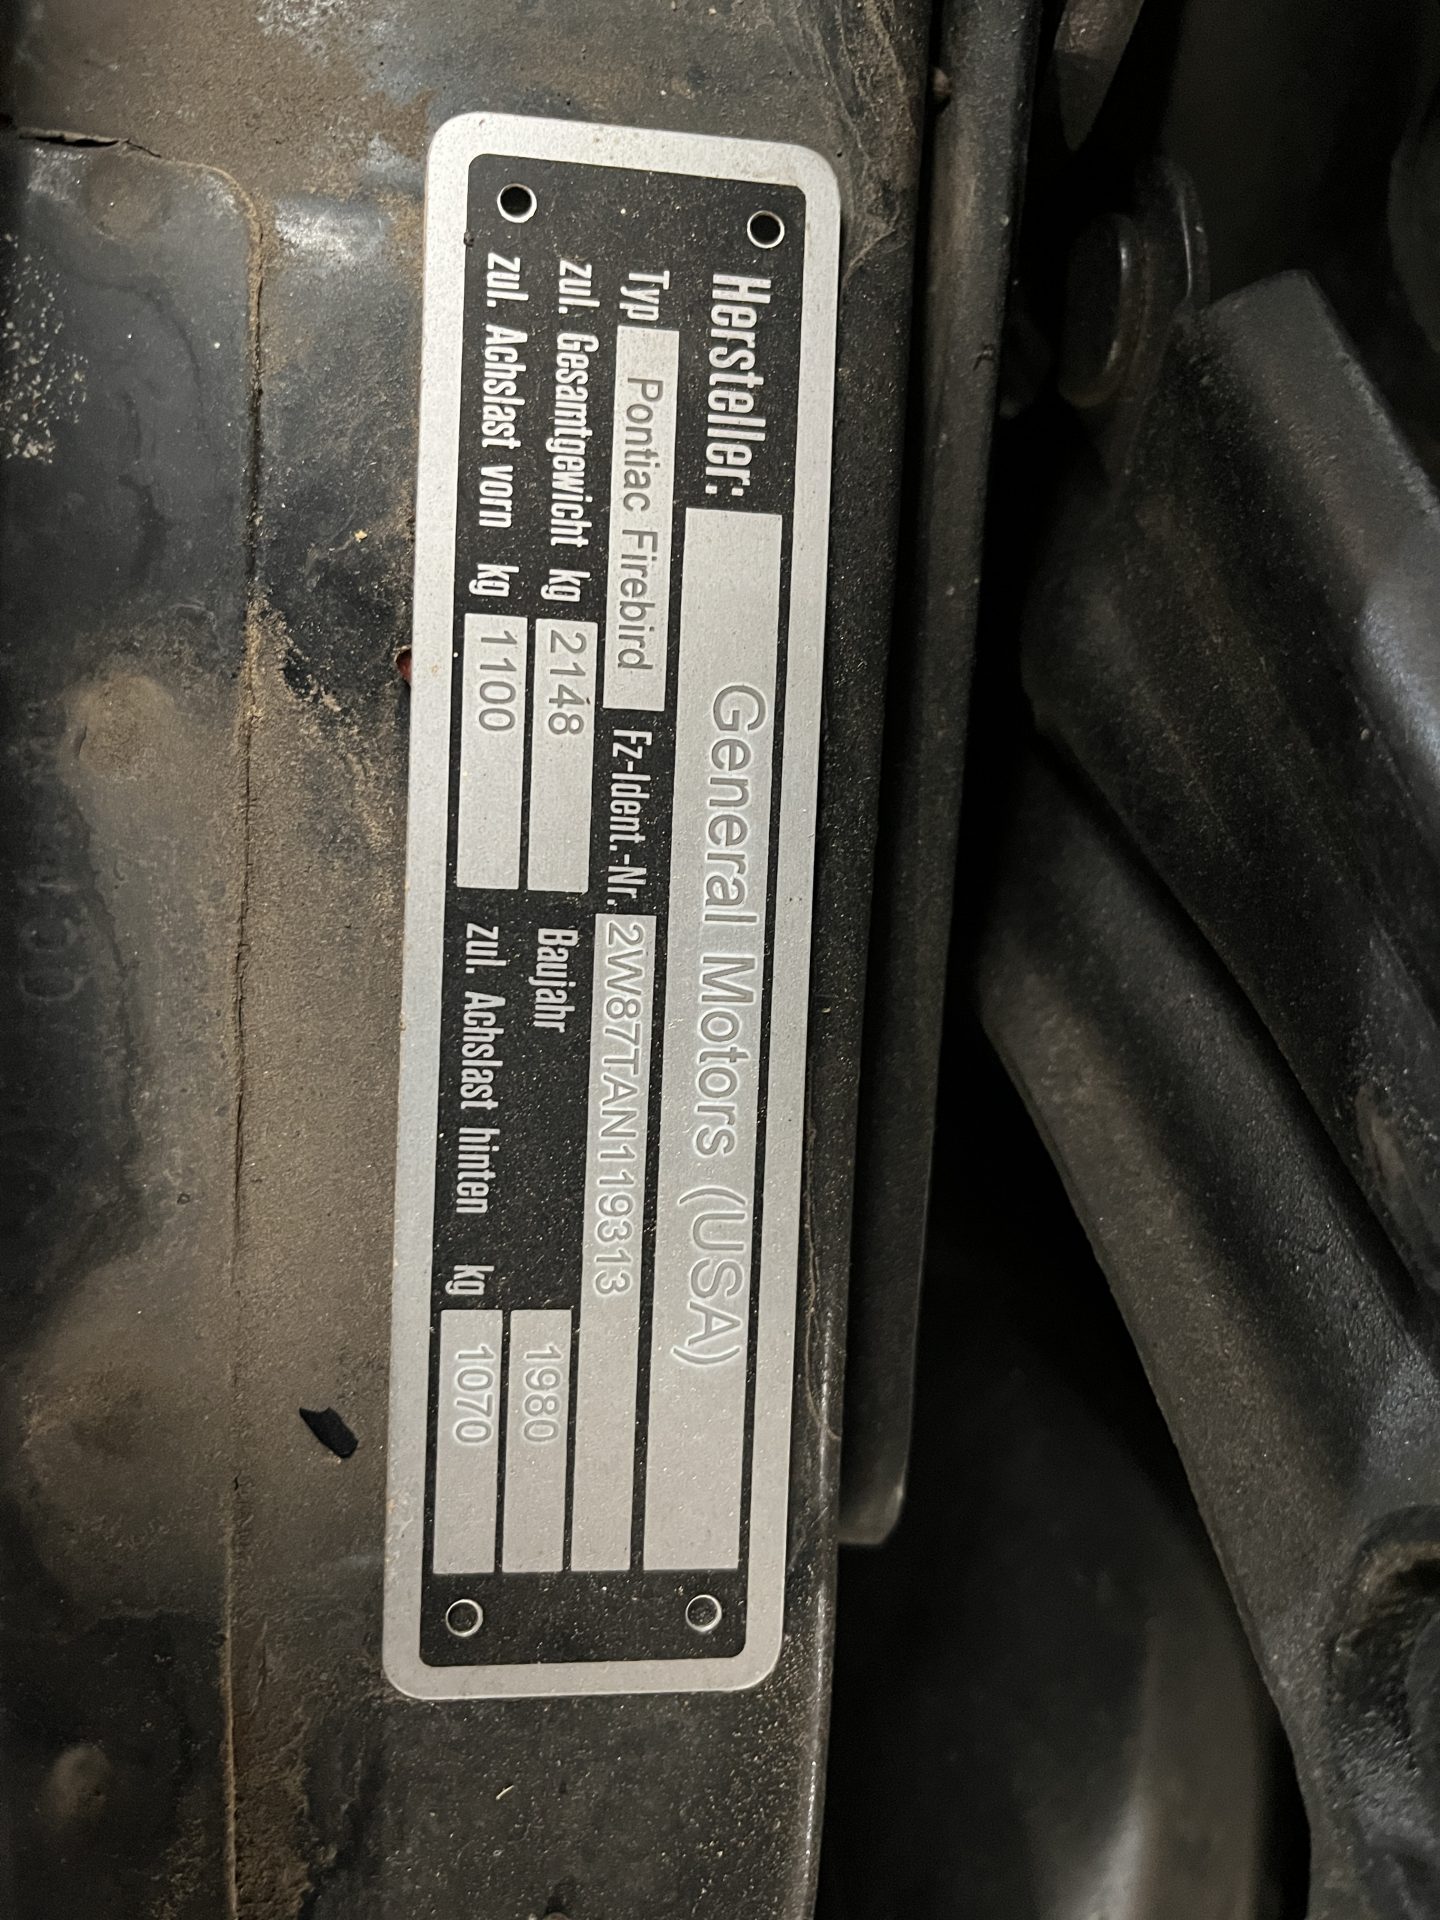 Hersteller: General Motors (USA)
Typ Pontiac Firebird Fz-Ident.-Nr. 2W87TAN119313
zul. Gesamtgewicht kg 2148 Baujahr 1980
zul. Achslast vorn kg 1100 zul. Achslast hinten kg 1070